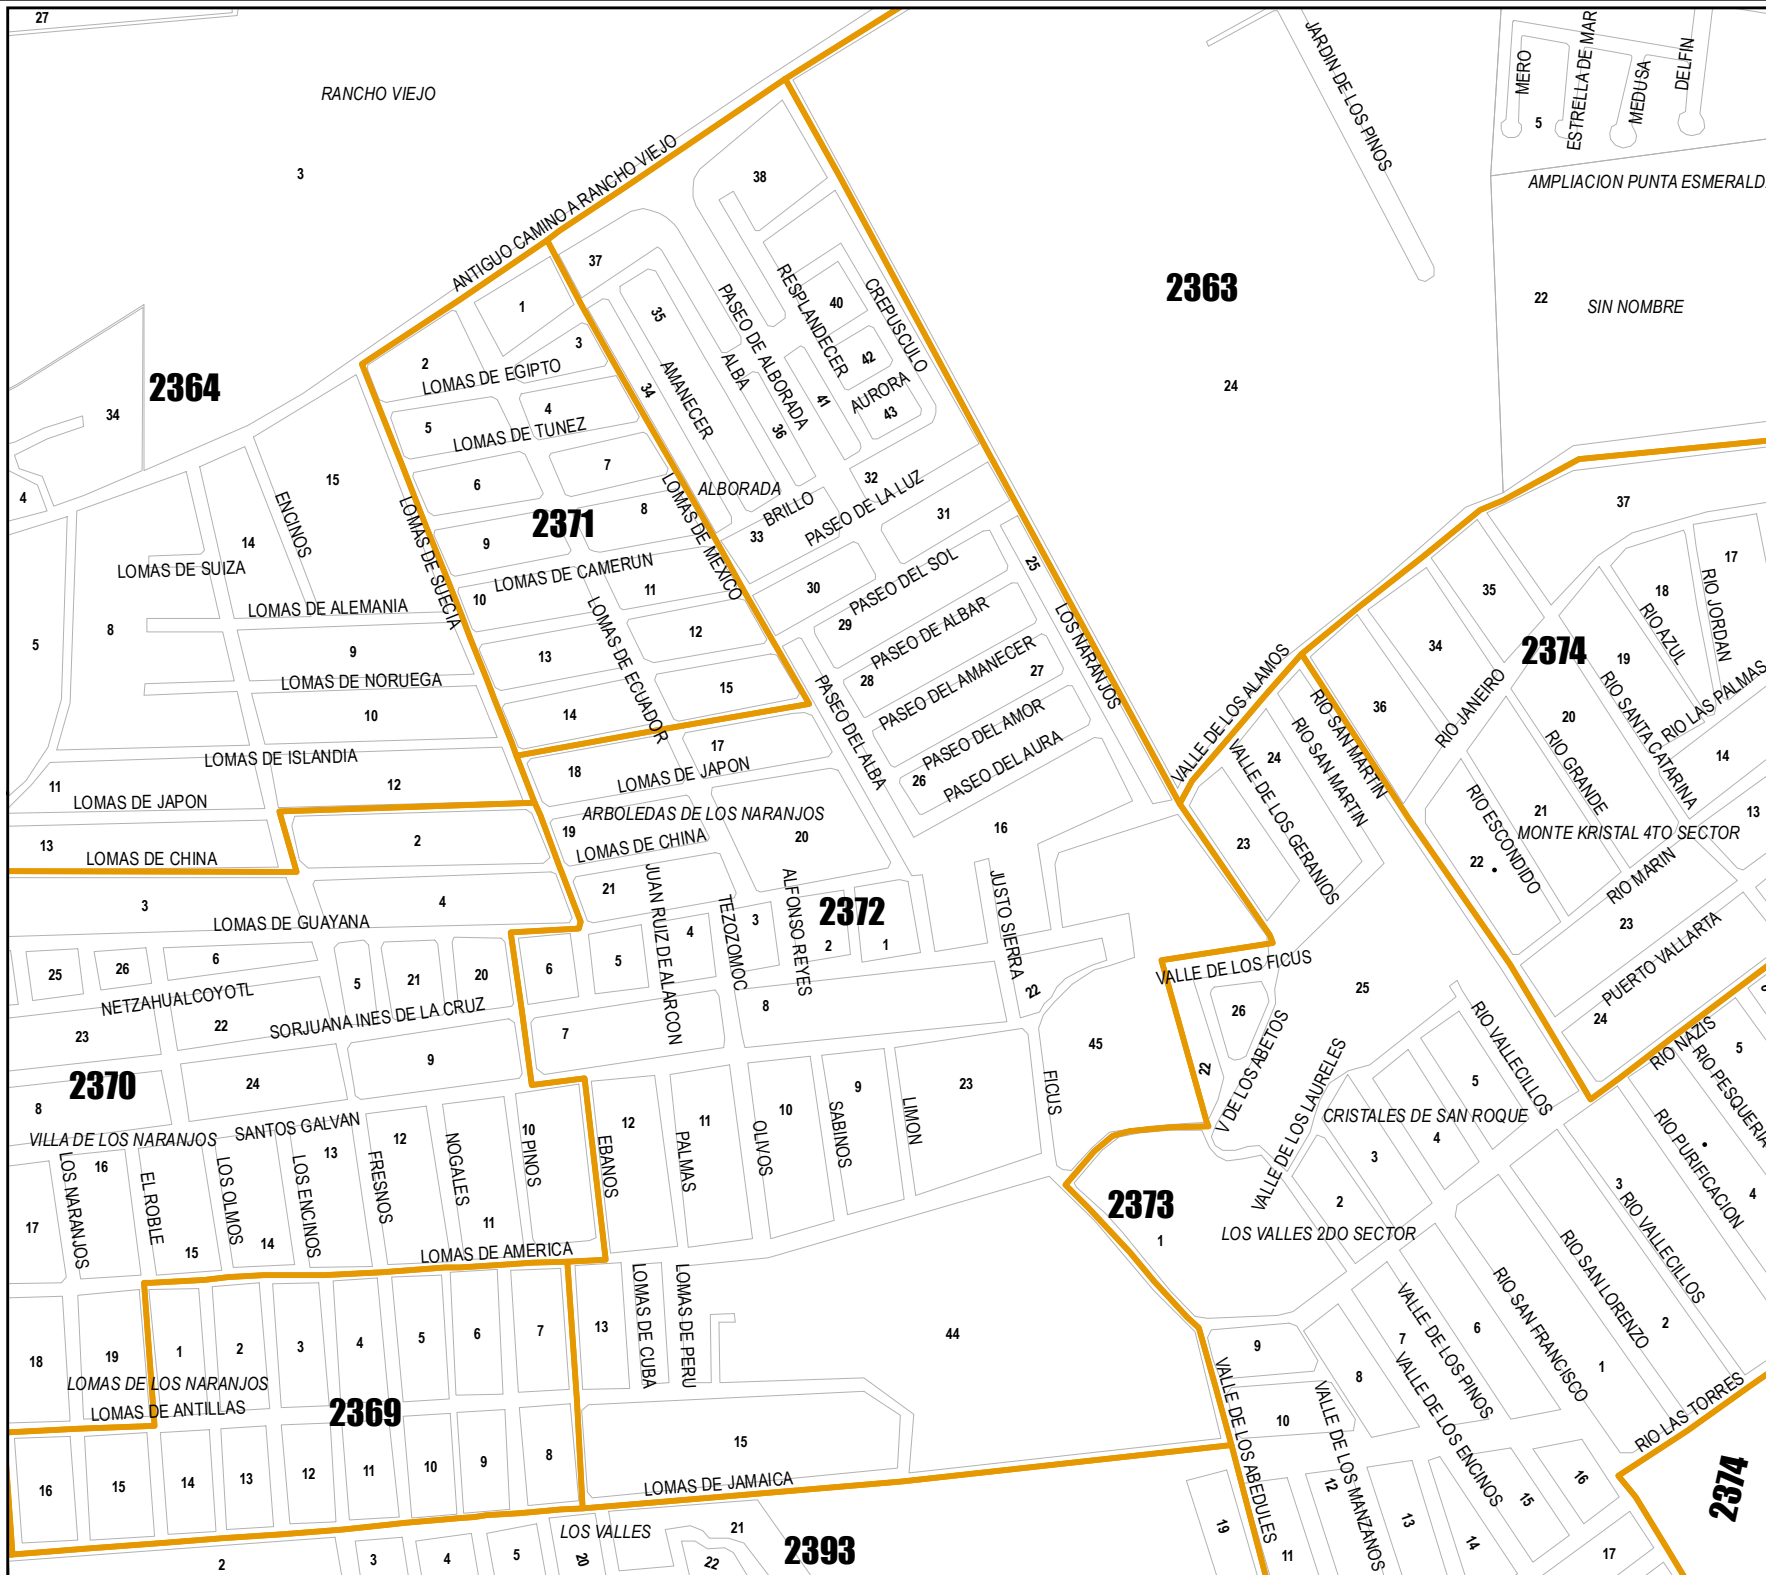 27
RANCHO VIEJO
3
ANTIGUO CAMINO A RANCHO VIEJO
JARDIN DE LOS PINOS
MERO
5
ESTRELLA DE MAR
MEDUSA
DELFIN
38
37
35
40
42
43
41
36
34
RESPLANDECER
CREPUSCULO
PASEO DE ALBORADA
ALBA
AMANECER
AURORA
2363
24
22
SIN NOMBRE
2364
34
4
1
2
3
LOMAS DE EGIPTO
4
5
LOMAS DE TUNEZ
6
7
8
9
2371
LOMAS DE SUECIA
LOMAS DE MEXICO
ALBORADA
BRILLO
PASEO DE LA LUZ
32
33
31
30
29
28
27
26
25
PASEO DEL SOL
PASEO DE ALBAR
PASEO DEL AMANECER
PASEO DEL AMOR
PASEO DEL AURA
PASEO DEL ALBA
LOS NARANJOS
16
LOMAS DE CAMERUN
10
11
12
13
14
15
LOMAS DE ECUADOR
ENCINOS
15
14
LOMAS DE SUIZA
LOMAS DE ALEMANIA
5
8
9
LOMAS DE NORUEGA
10
LOMAS DE ISLANDIA
11
12
LOMAS DE JAPON
13
LOMAS DE CHINA
17
18
LOMAS DE JAPON
ARBOLEDAS DE LOS NARANJOS
19
LOMAS DE CHINA
20
21
2372
2
3
4
LOMAS DE GUAYANA
25
26
6
5
21
20
NETZAHUALCOYOTL
23
22
SORJUANA INES DE LA CRUZ
24
9
2370
8
VILLA DE LOS NARANJOS
SANTOS GALVAN
17
16
15
14
13
12
11
10
LOS NARANJOS
EL ROBLE
LOS OLMOS
LOS ENCINOS
FRESNOS
NOGALES
PINOS
LOMAS DE AMERICA
6
5
4
3
2
1
7
8
JUAN RUIZ DE ALARCON
TEZOZOMOC
ALFONSO REYES
JUSTO SIERRA
22
45
FICUS
EBANOS
12
PALMAS
11
OLIVOS
10
SABINOS
9
LIMON
23
13
LOMAS DE CUBA
LOMAS DE PERU
44
15
LOMAS DE JAMAICA
18
19
LOMAS DE LOS NARANJOS
LOMAS DE ANTILLAS
1
2
3
4
5
6
7
2369
16
15
14
13
12
11
10
9
8
LOS VALLES
2
3
4
5
20
21
22
2393
VALLE DE LOS ALAMOS
37
35
34
36
2374
17
18
19
20
21
22
RIO AZUL
RIO JORDAN
RIO LAS PALMAS
RIO SANTA CATARINA
RIO JANEIRO
RIO GRANDE
RIO ESCONDIDO
14
13
MONTE KRISTAL 4TO SECTOR
RIO MARIN
23
PUERTO VALLARTA
24
RIO NAZIS
RIO SAN MARTIN
RIO SAN MARTIN
24
23
VALLE DE LOS GERANIOS
VALLE DE LOS FICUS
25
26
22
V DE LOS ABETOS
VALLE DE LOS LAURELES
RIO VALLECILLOS
5
CRISTALES DE SAN ROQUE
4
3
2
2373
1
LOS VALLES 2DO SECTOR
RIO PESQUERIA
5
4
RIO PURIFICACION
3
RIO VALLECILLOS
2
RIO SAN LORENZO
1
RIO SAN FRANCISCO
6
VALLE DE LOS PINOS
7
VALLE DE LOS ENCINOS
8
9
10
VALLE DE LOS ABEDULES
VALLE DE LOS MANZANOS
RIO LAS TORRES
2374
19
11
12
13
14
15
16
17